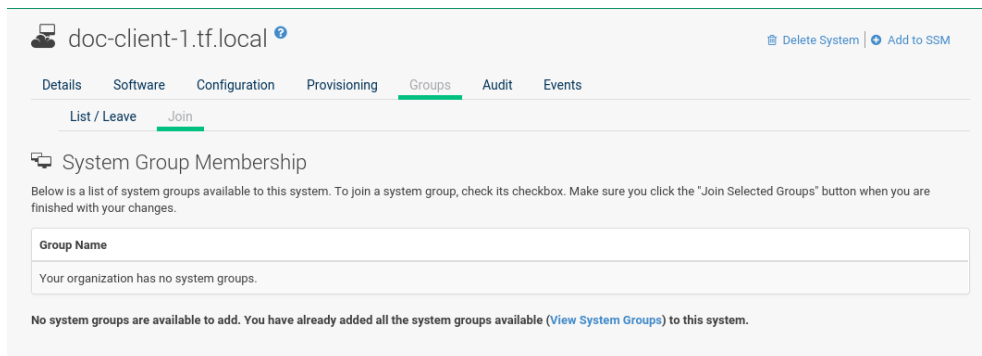 doc-client-1.tf.local ?
Delete System | Add to SSM
Details Software Configuration Provisioning Groups Audit Events
List / Leave Join
System Group Membership
Below is a list of system groups available to this system. To join a system group, check its checkbox. Make sure you click the "Join Selected Groups" button when you are
finished with your changes.
Group Name
Your organization has no system groups.
No system groups are available to add. You have already added all the system groups available (View System Groups) to this system.